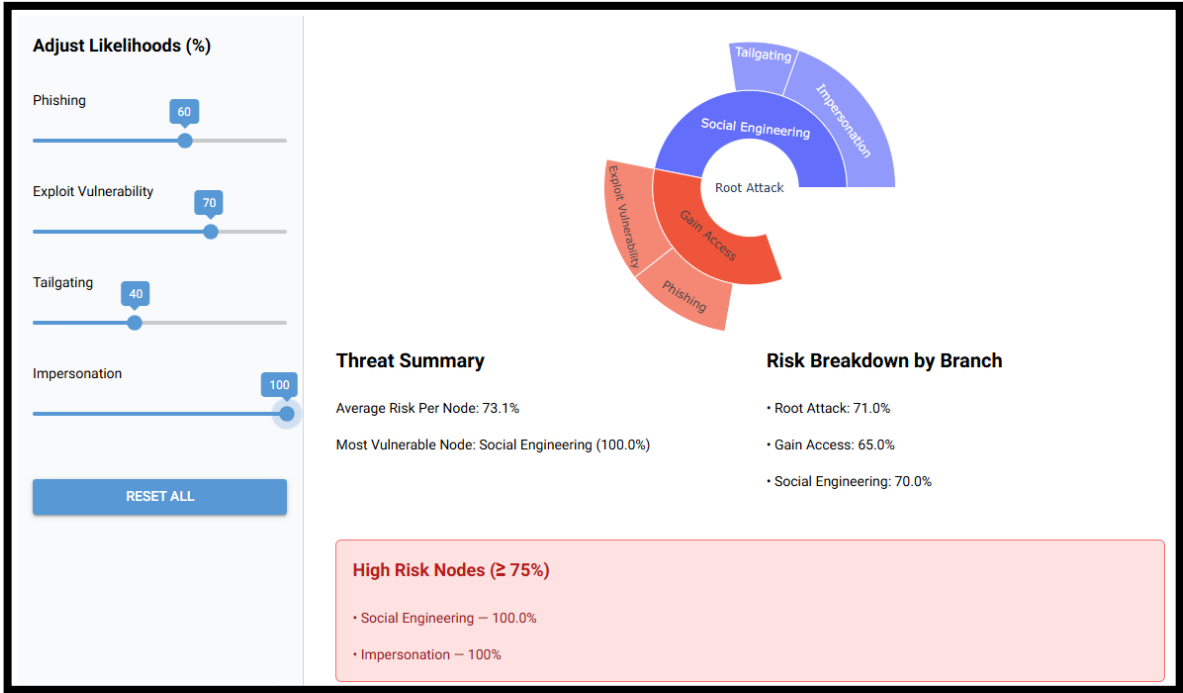 Adjust Likelihoods (%)
Phishing
60
Exploit Vulnerability
70
Tailgating
40
Impersonation
100
RESET ALL
Tailgating
Impersonation
Social Engineering
Root Attack
Exploit Vulnerability
Gain Access
Phishing
Threat Summary
Average Risk Per Node: 73.1%
Most Vulnerable Node: Social Engineering (100.0%)
Risk Breakdown by Branch
• Root Attack: 71.0%
• Gain Access: 65.0%
• Social Engineering: 70.0%
High Risk Nodes (≥ 75%)
• Social Engineering — 100.0%
• Impersonation — 100%